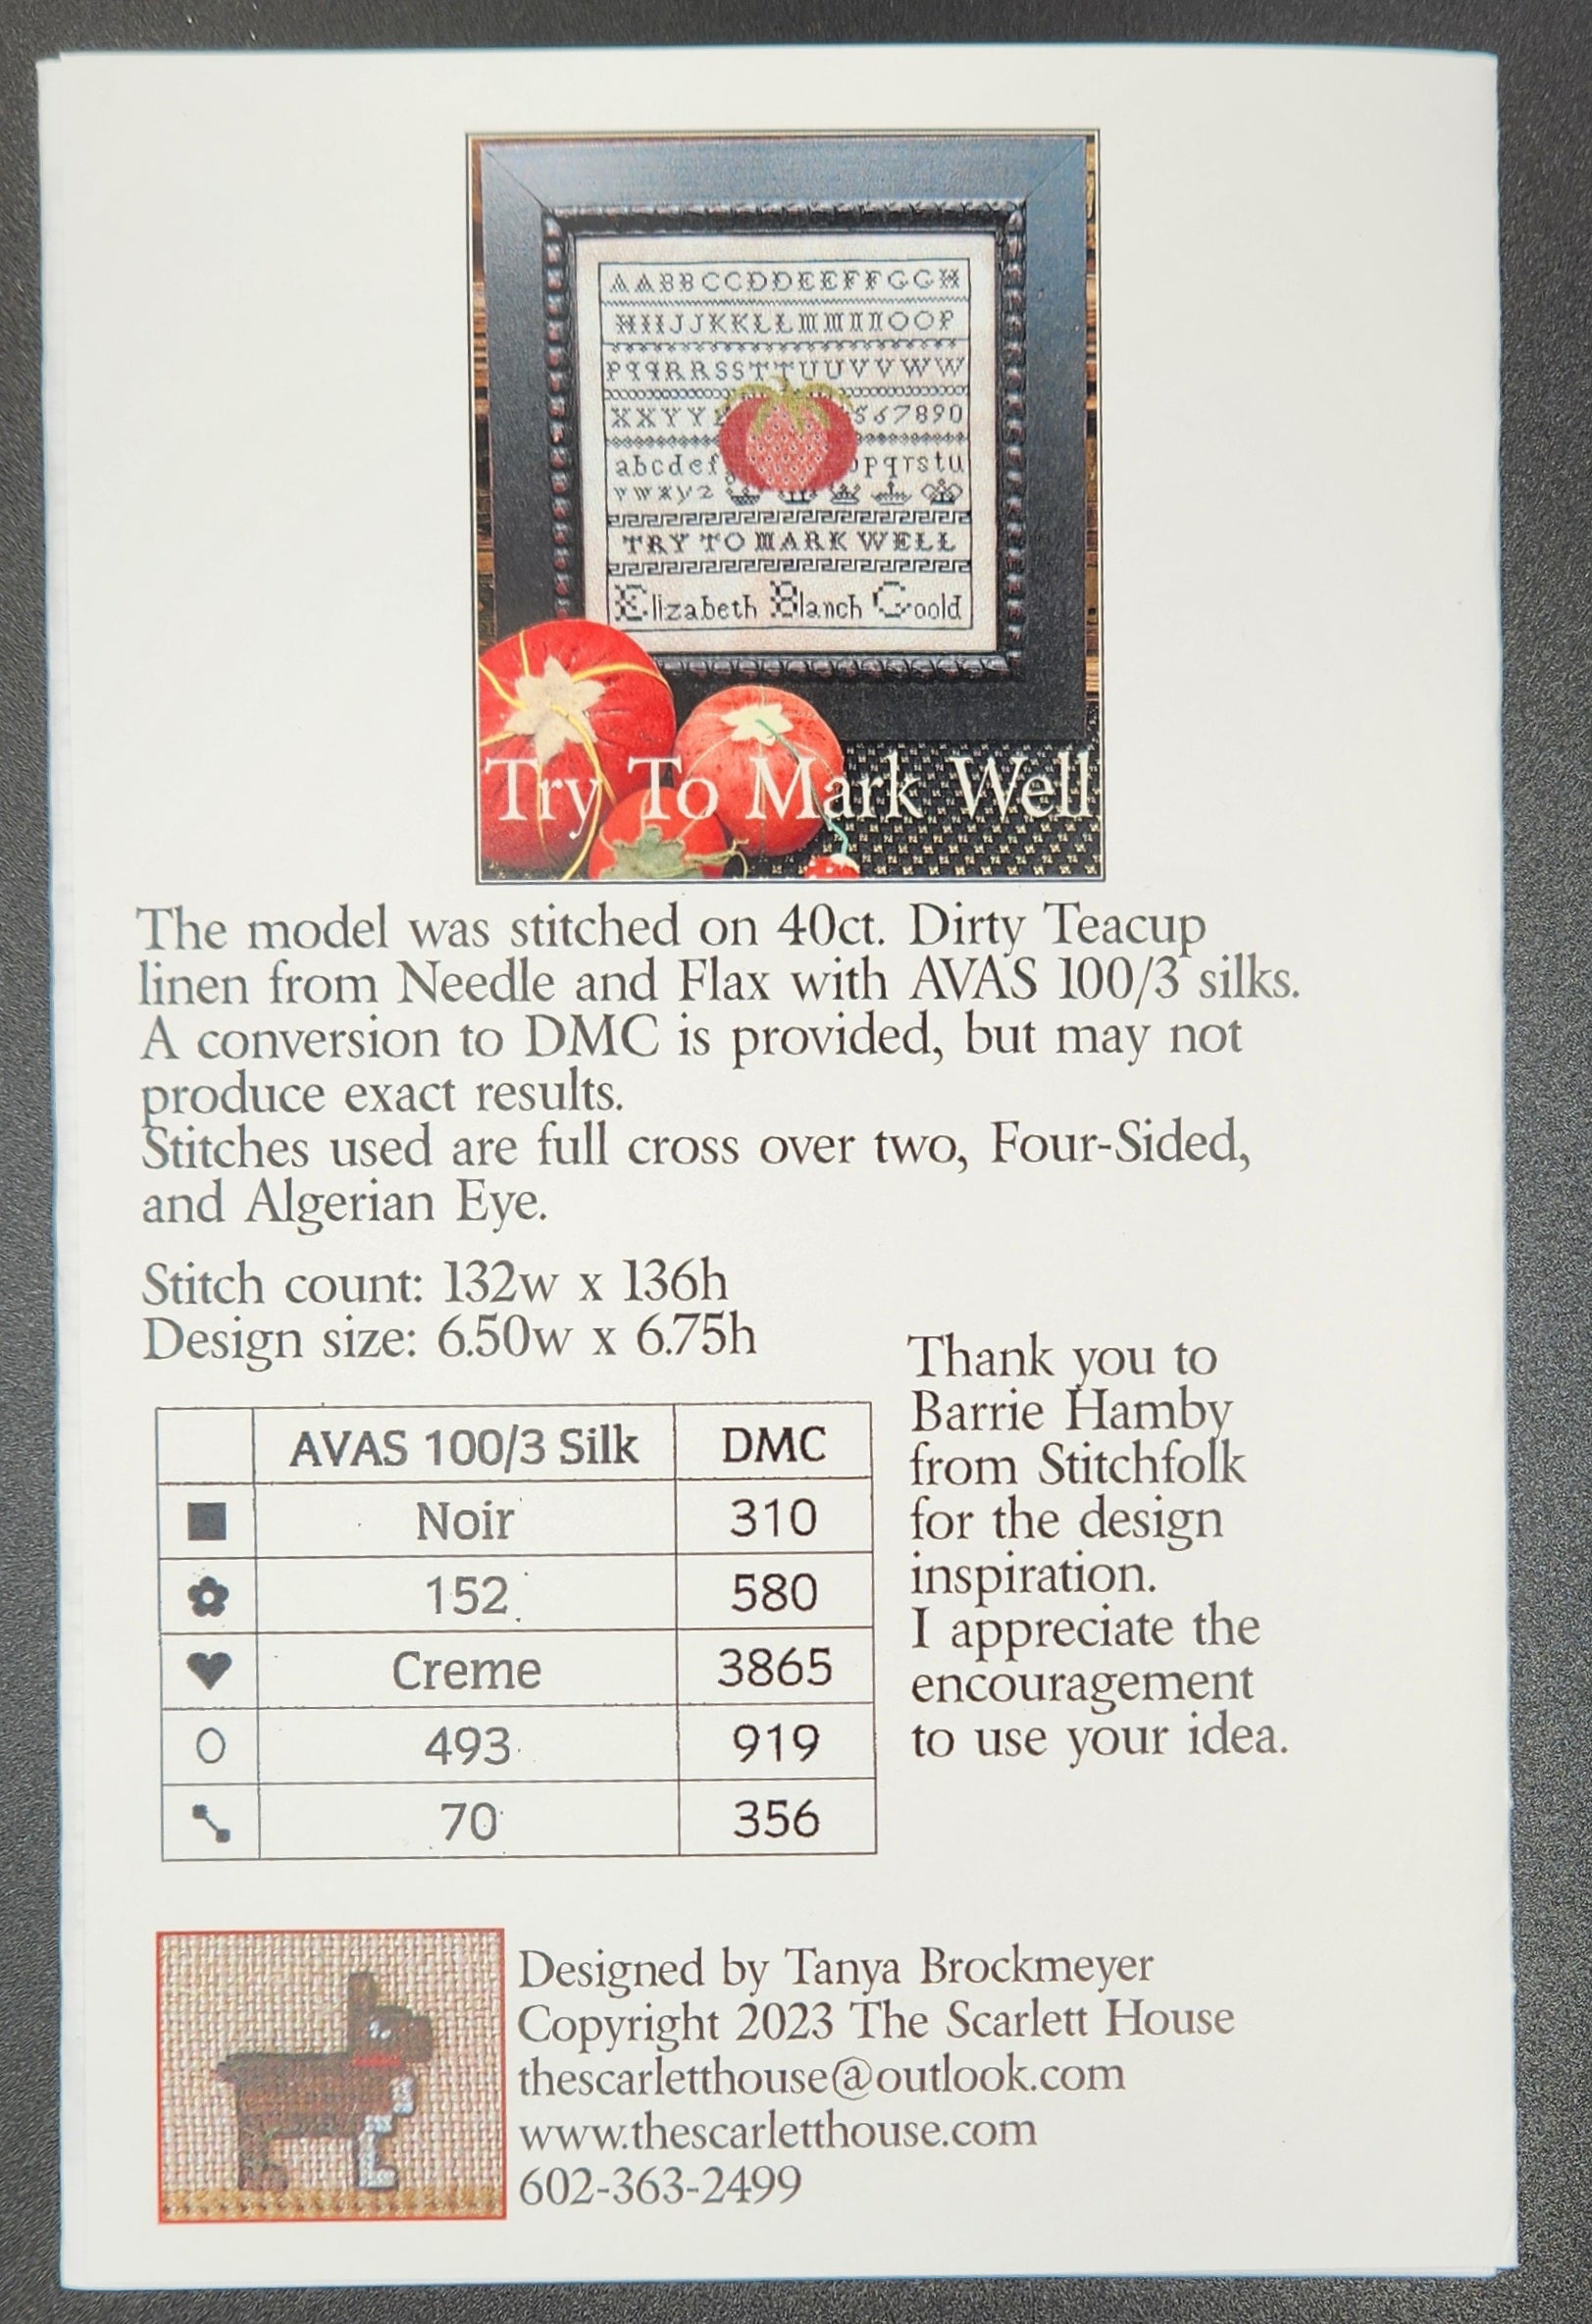 AABBCCDDEEFFGGH
HIIJJKKLLMMNNOOP
PqqRRSSTTUUVVWW
XXYY 567890
abcdef pqrstu
vwxyz
TRY TO MARK WELL
Elizabeth Blanch Goold
Try To Mark Well
The model was stitched on 40ct. Dirty Teacup
linen from Needle and Flax with AVAS 100/3 silks.
A conversion to DMC is provided, but may not
produce exact results.
Stitches used are full cross over two, Four-Sided,
and Algerian Eye.
Stitch count: 132w x 136h
Design size: 6.50w x 6.75h
AVAS 100/3 Silk DMC
Noir 310
152 580
Creme 3865
493 919
70 356
Thank you to
Barrie Hamby
from Stitchfolk
for the design
inspiration.
I appreciate the
encouragement
to use your idea.
Designed by Tanya Brockmeyer
Copyright 2023 The Scarlett House
thescarletthouse@outlook.com
www.thescarletthouse.com
602-363-2499